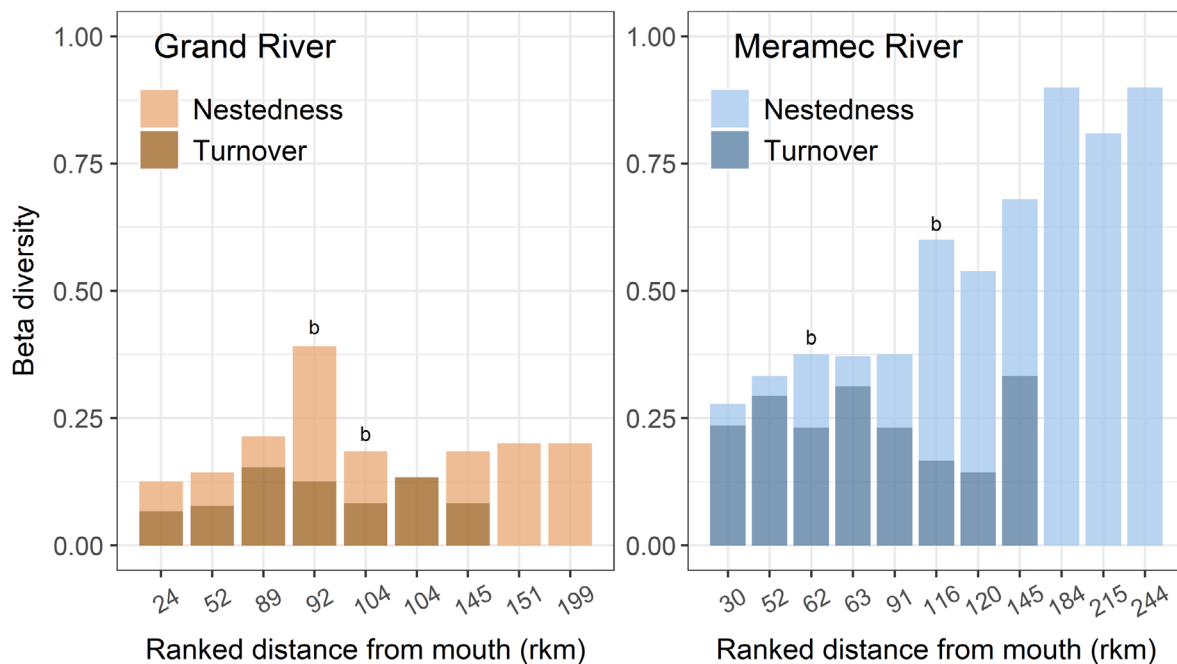 Grand River
Nestedness
Turnover
1.00
0.75
0.50
0.25
0.00
Beta diversity
b
b
24 52 89 92 104 104 145 151 199
Ranked distance from mouth (rkm)
Meramec River
Nestedness
Turnover
1.00
0.75
0.50
0.25
0.00
b
b
30 52 62 63 91 116 120 145 184 215 244
Ranked distance from mouth (rkm)